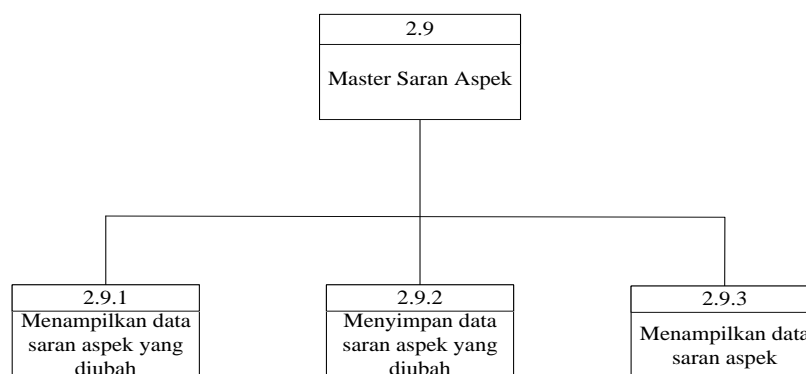 2.9
Master Saran Aspek
2.9.1
Menampilkan data
saran aspek yang
diubah
2.9.2
Menyimpan data
saran aspek yang
diubah
2.9.3
Menampilkan data
saran aspek